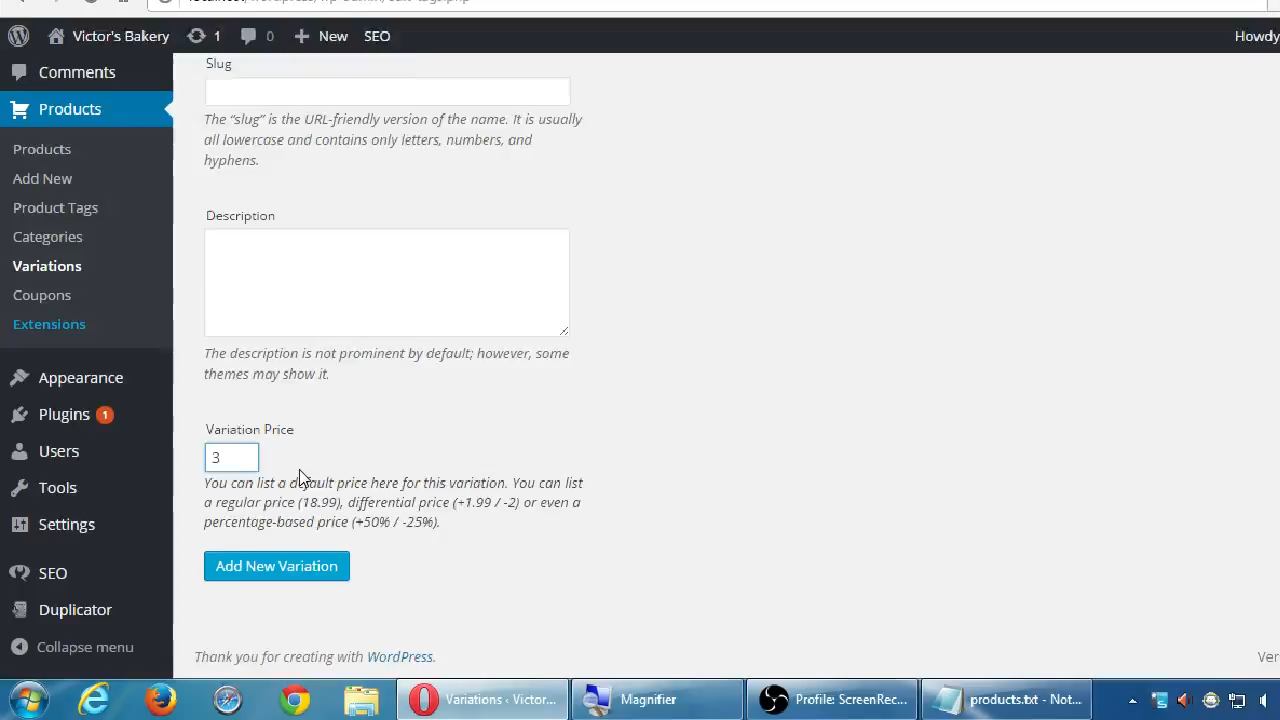 Victor's Bakery 1 0 New SEO Howdy
Comments
Products
Products
Add New
Product Tags
Categories
Variations
Coupons
Extensions
Appearance
Plugins 1
Users
Tools
Settings
SEO
Duplicator
Collapse menu
Slug
The “slug” is the URL-friendly version of the name. It is usually
all lowercase and contains only letters, numbers, and
hyphens.
Description
The description is not prominent by default; however, some
themes may show it.
Variation Price
3
You can list a default price here for this variation. You can list
a regular price (18.99), differential price (+1.99 / -2) or even a
percentage-based price (+50% / -25%).
Add New Variation
Thank you for creating with WordPress.
Ver
Variations ‹ Victor...
Magnifier
Profile: ScreenRec...
products.txt - Not...